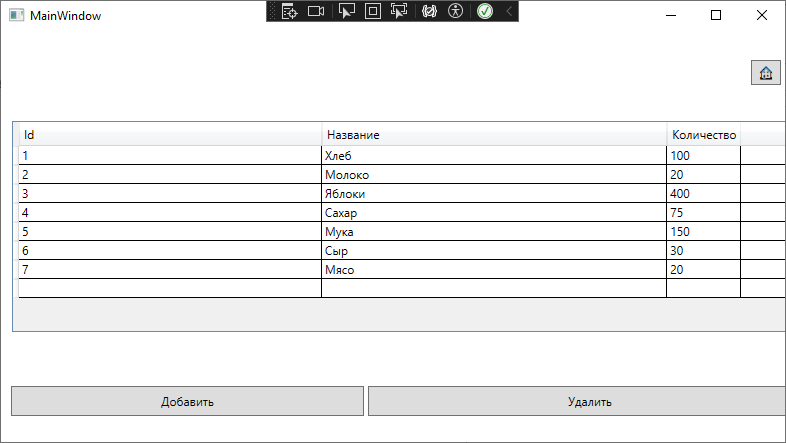 MainWindow
Id Название Количество
1 Хлеб 100
2 Молоко 20
3 Яблоки 400
4 Сахар 75
5 Мука 150
6 Сыр 30
7 Мясо 20
Добавить Удалить